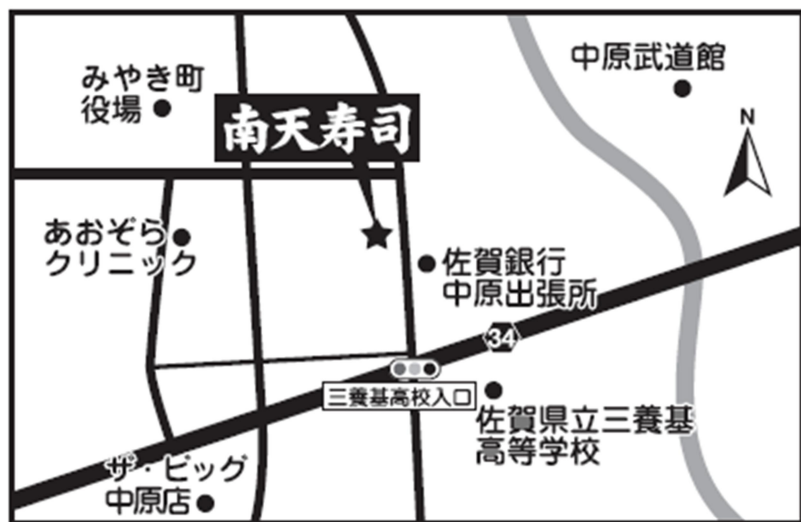 みやき町
役場
中原武道館
南天寿司
N
あおぞら
クリニック
佐賀銀行
中原出張所
34
三養基高校入口
佐賀県立三養基
高等学校
ザ・ビッグ
中原店